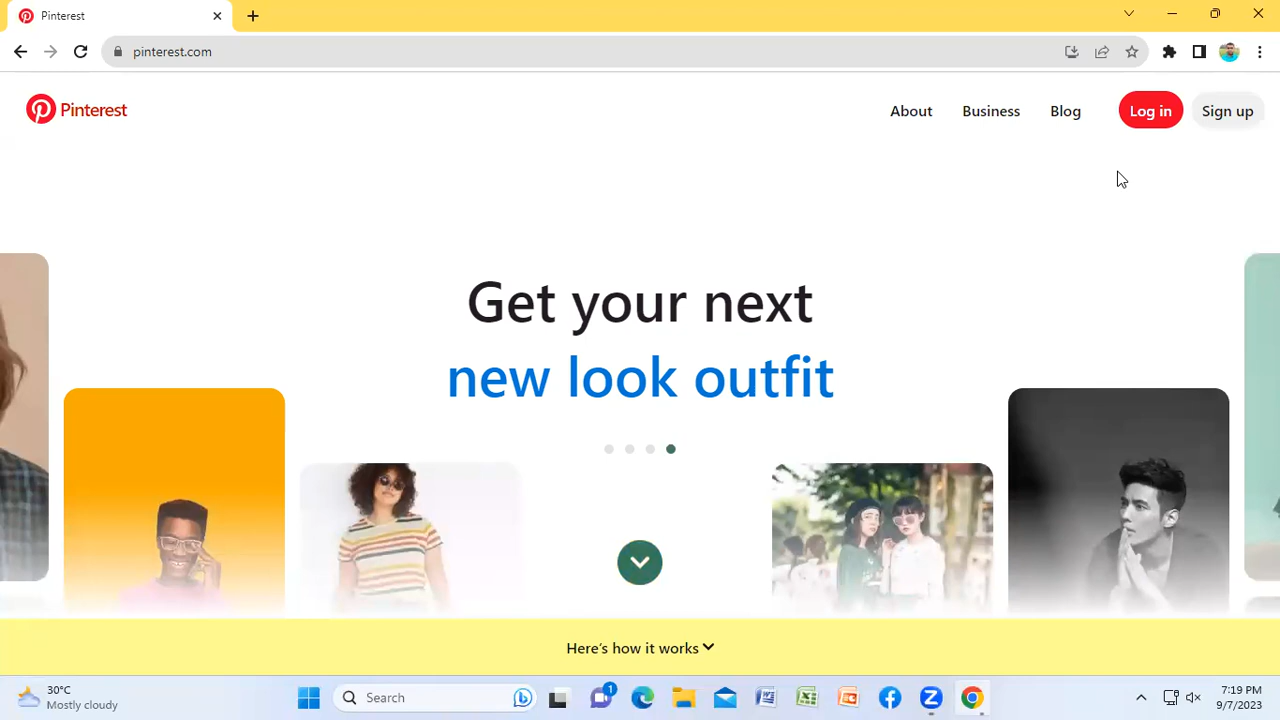 Pinterest
pinterest.com
Pinterest
About
Business
Blog
Log in
Sign up
Get your next
new look outfit
Here's how it works
30°C
Mostly cloudy
Search
1
7:19 PM
9/7/2023